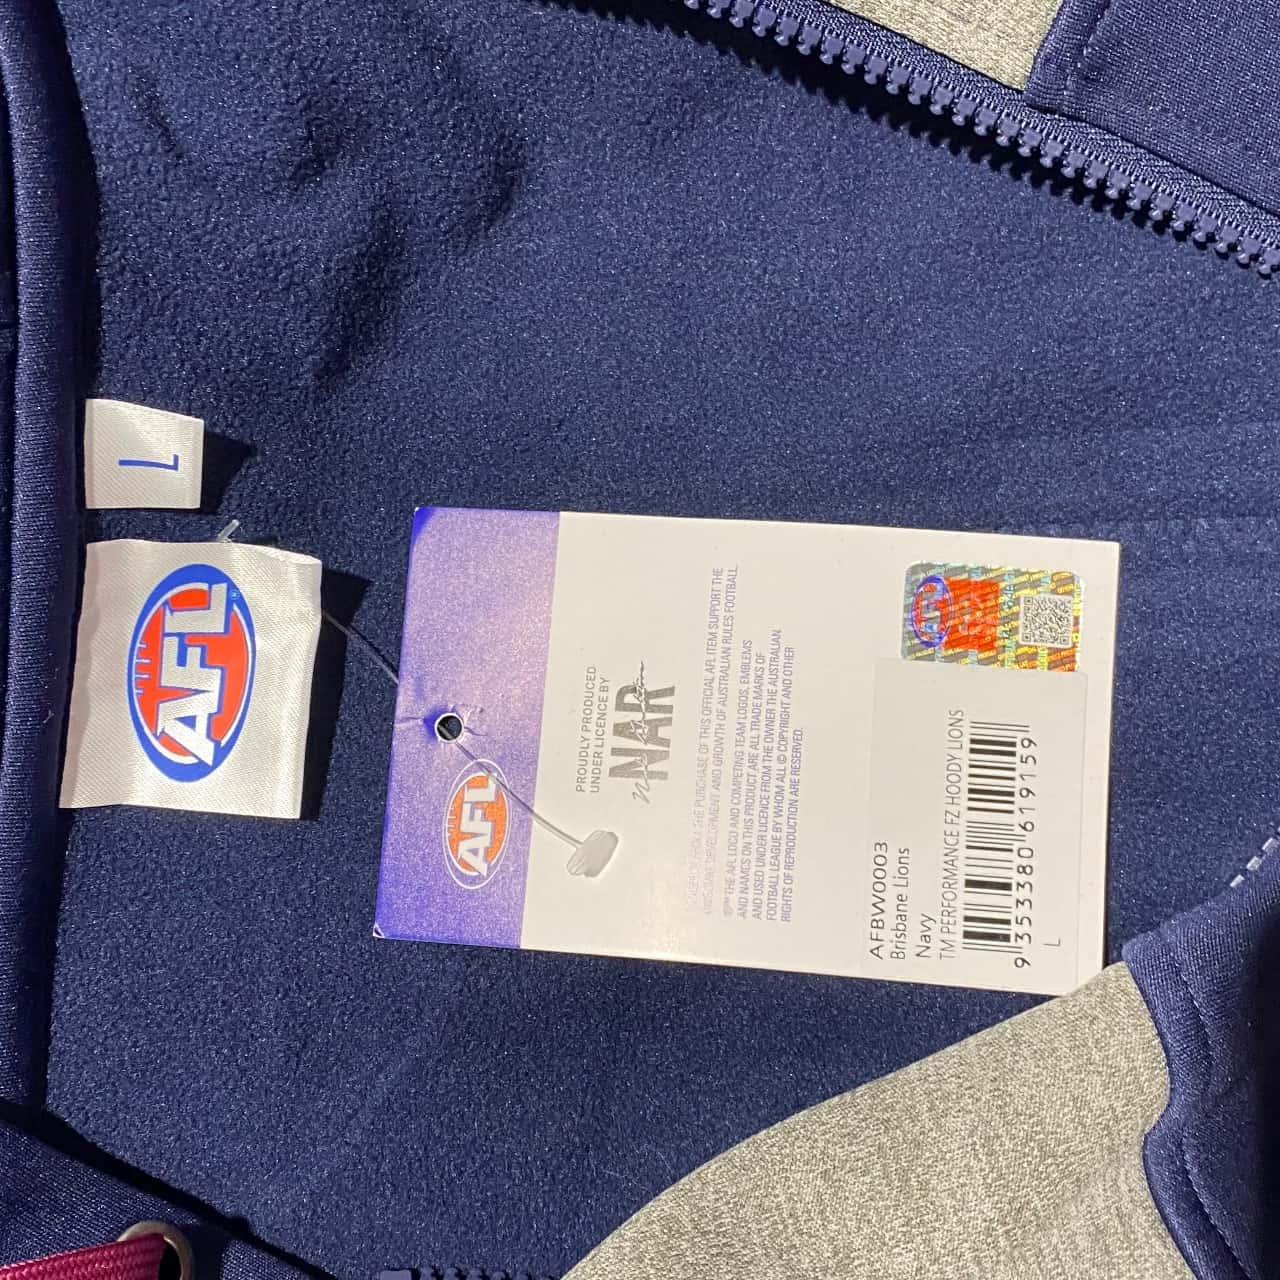 L
AFL
AFL
PROUDLY PRODUCED
UNDER LICENCE BY
NAR
THE PURCHASE OF THIS OFFICIAL AFL ITEM SUPPORT THE
DEVELOPMENT AND GROWTH OF AUSTRALIAN RULES FOOTBALL.
THE AFL LOGO AND COMPETING TEAM LOGOS, EMBLEMS
AND NAMES ON THIS PRODUCT ARE ALL TRADE MARKS OF
AND USED UNDER LICENCE FROM THE OWNER THE AUSTRALIAN
FOOTBALL LEAGUE BY WHOM ALL © COPYRIGHT AND OTHER
RIGHTS OF REPRODUCTION ARE RESERVED.
AFL
AFBW0003
Brisbane Lions
Navy
TM PERFORMANCE FZ HOODY LIONS
9 353380 619159
L